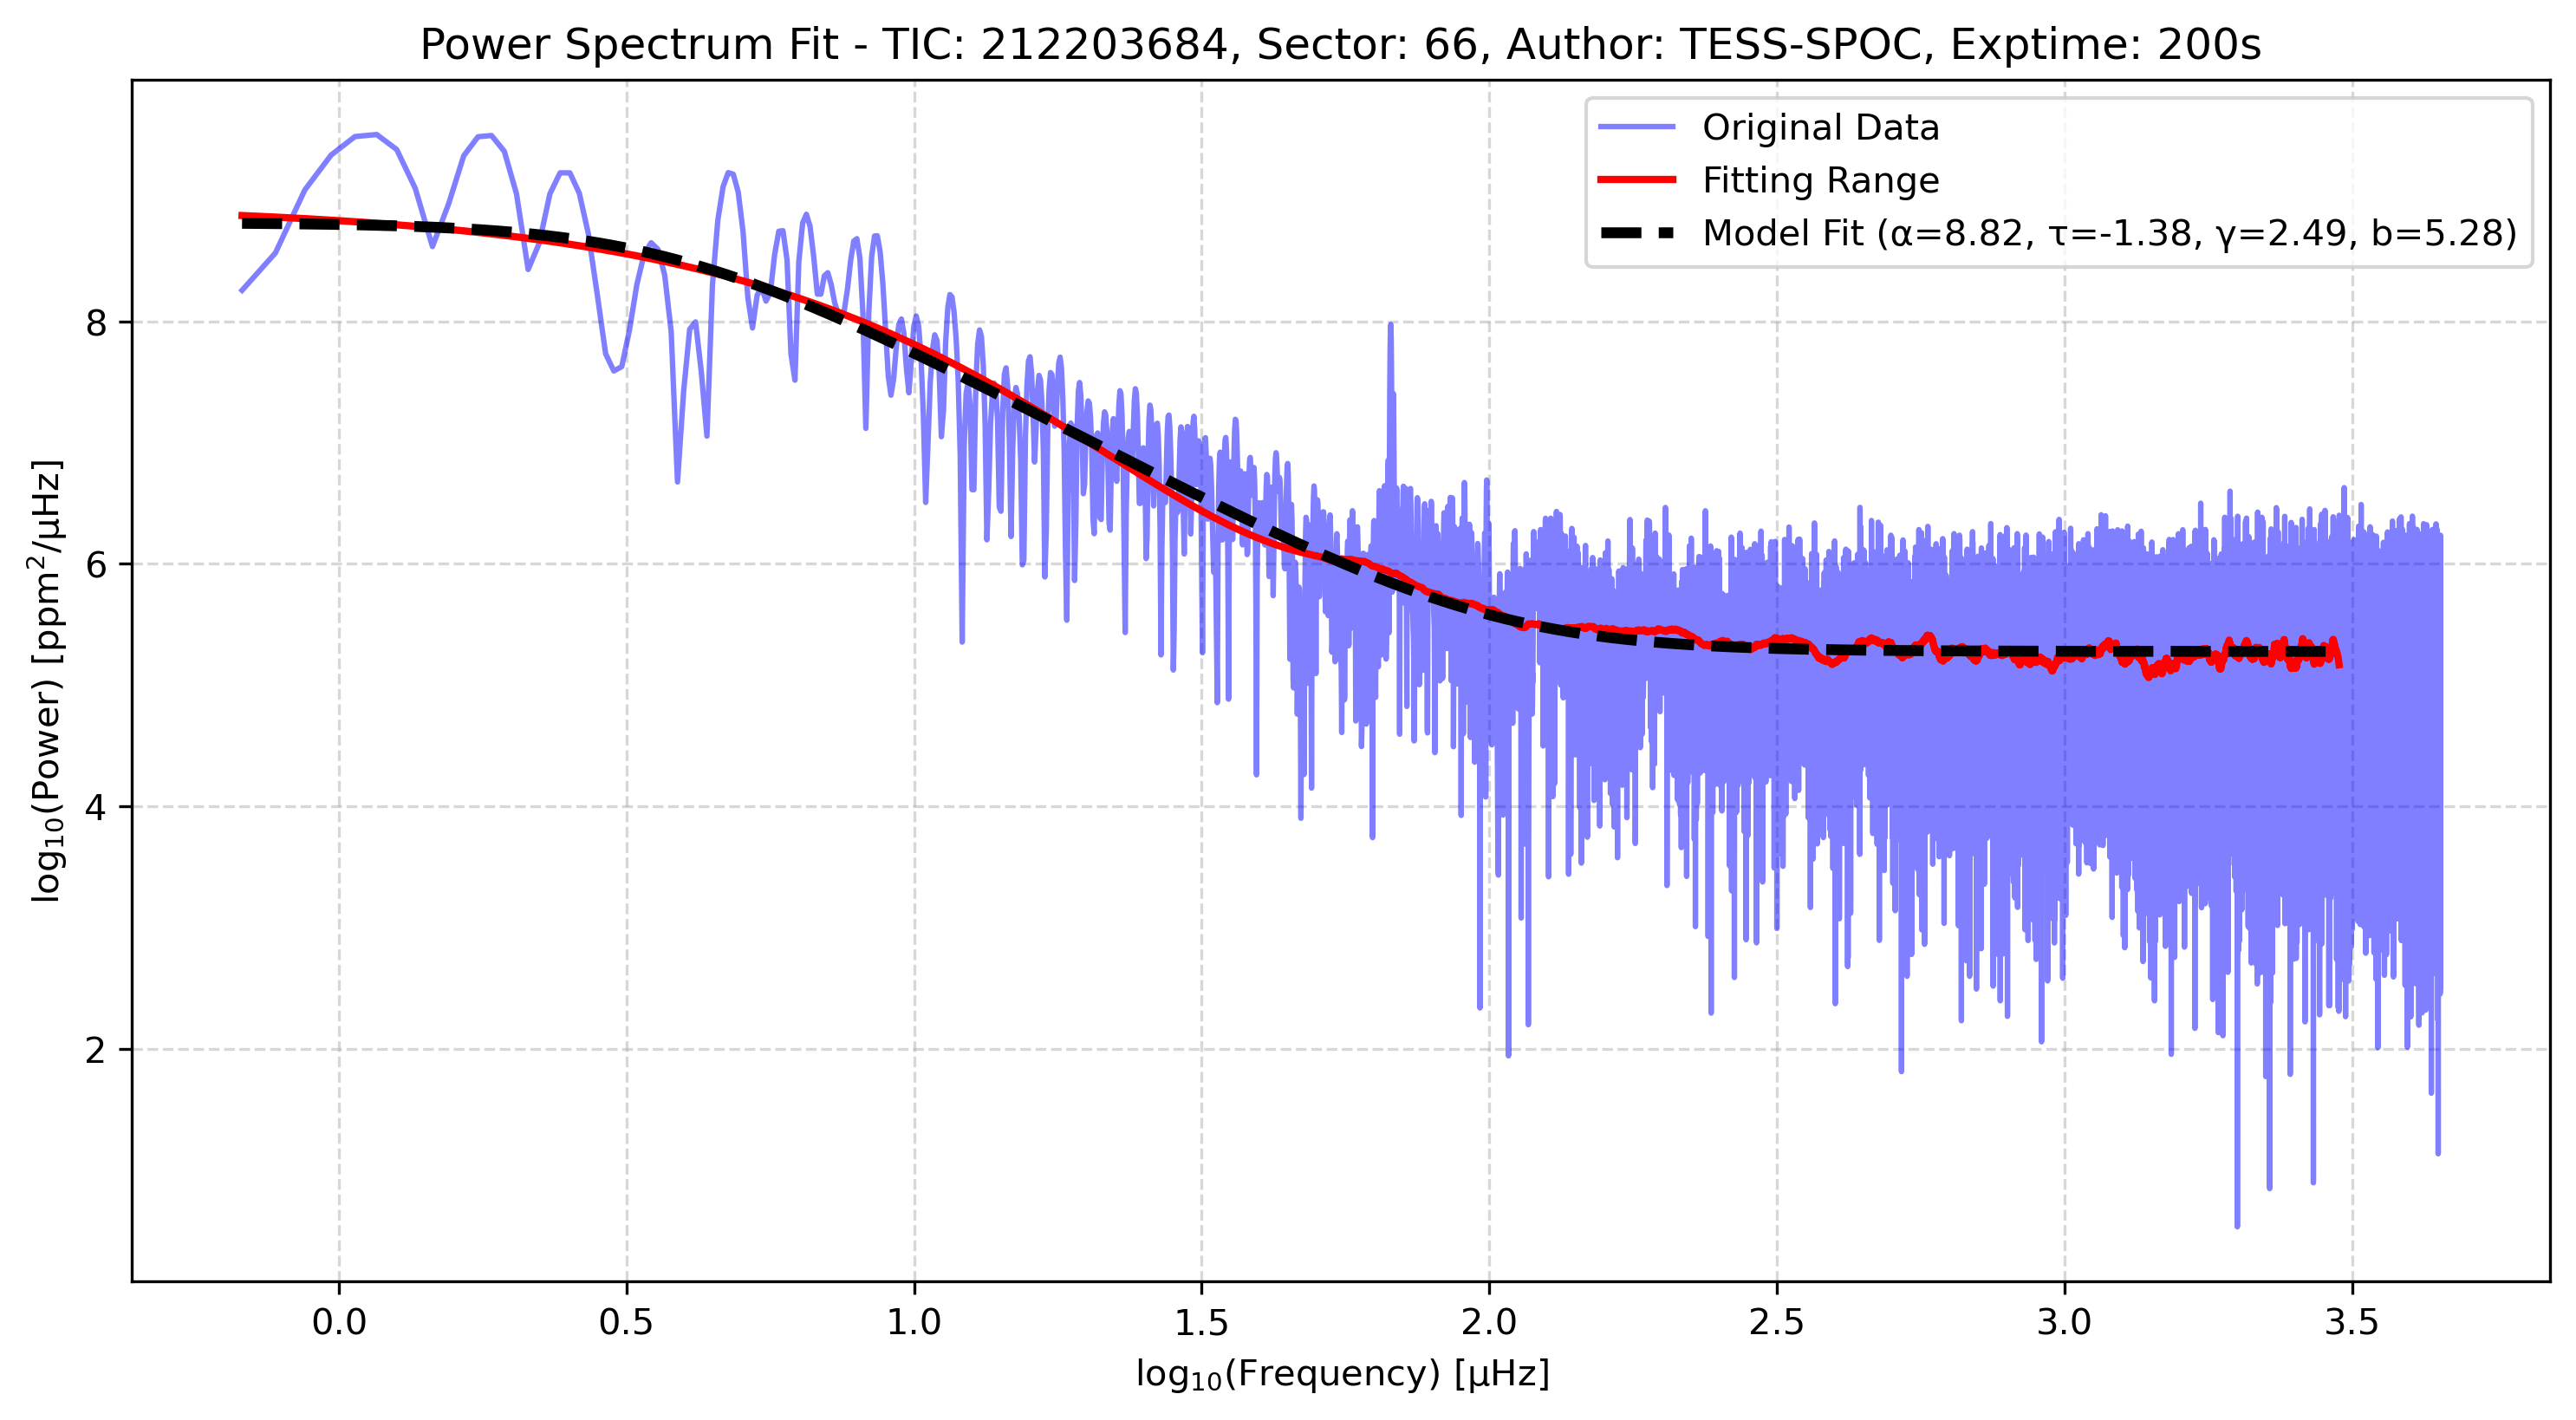 Power Spectrum Fit - TIC: 212203684, Sector: 66, Author: TESS-SPOC, Exptime: 200s
Original Data
Fitting Range
Model Fit (α=8.82, τ=-1.38, γ=2.49, b=5.28)
log₁₀(Power) [ppm²/μHz]
8
6
4
2
0.0 0.5 1.0 1.5 2.0 2.5 3.0 3.5
log₁₀(Frequency) [μHz]